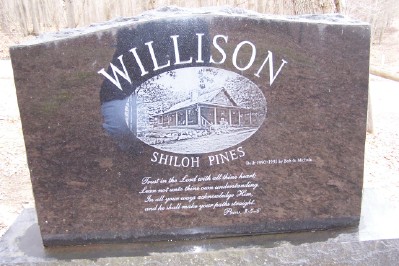 WILLISON
SHILOH PINES
Trust in the Lord with all thine heart;
Lean not unto thine own understanding.
In all your ways acknowledge Him,
and he shall make your paths straight.
Prov. 3:5-6